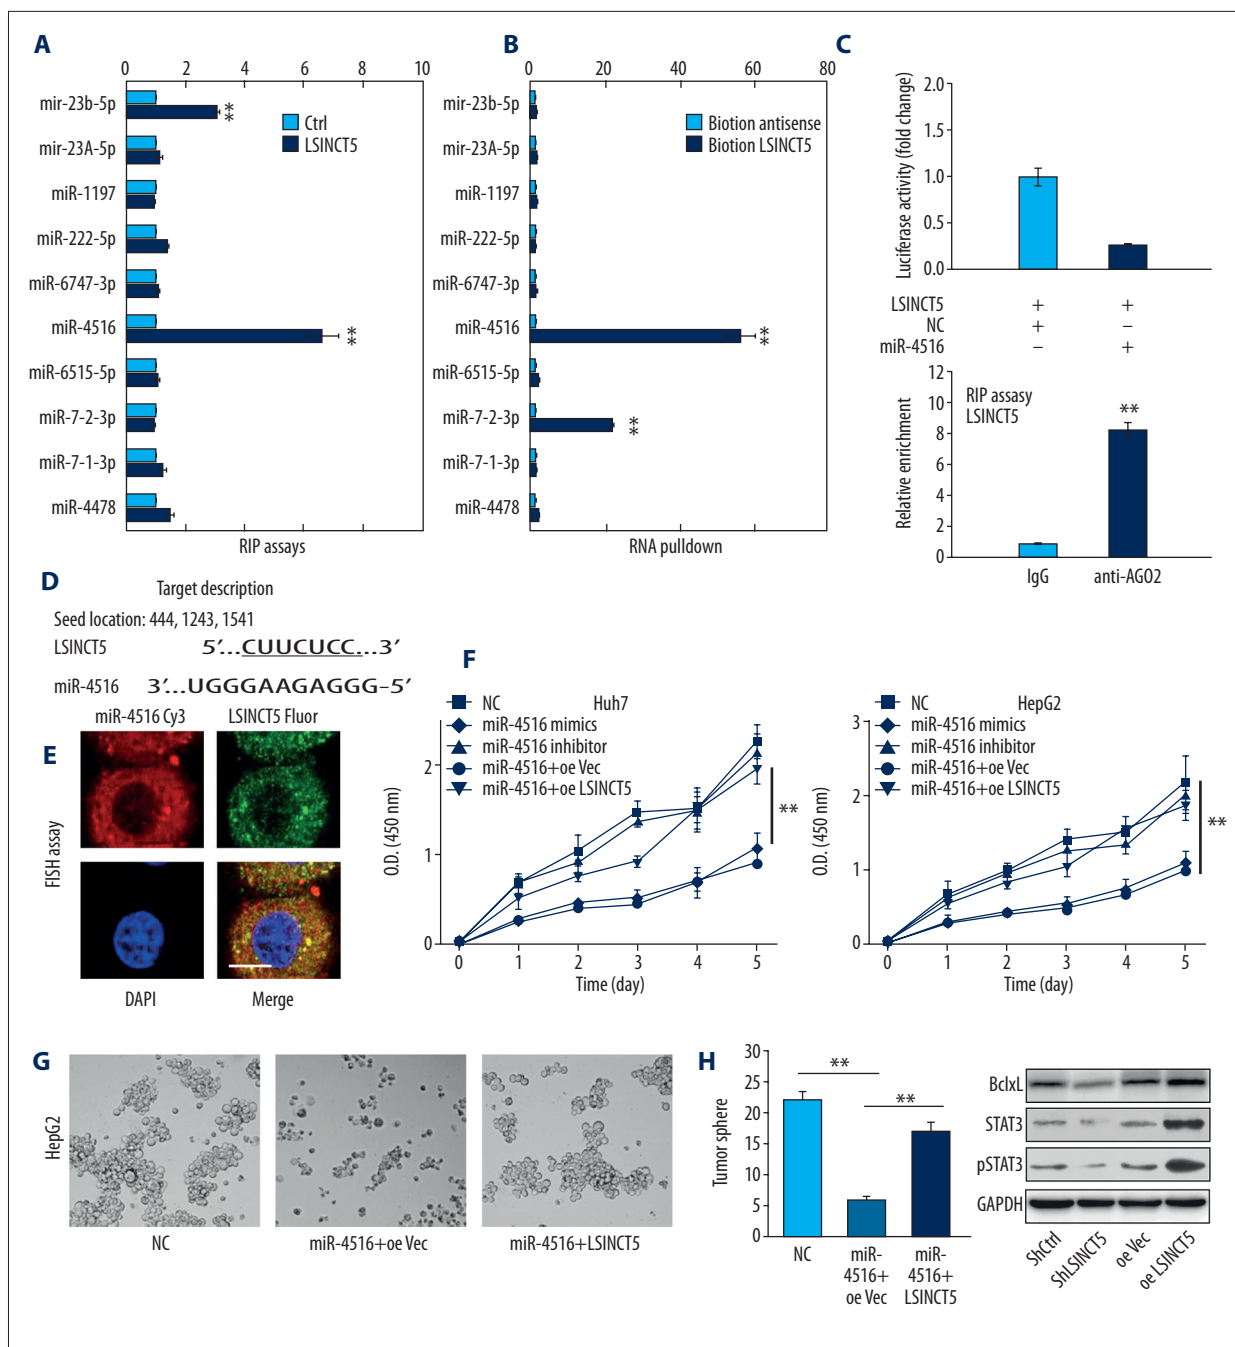 A
0 2 4 6 8 10
mir-23b-5p
mir-23A-5p
miR-1197
miR-222-5p
miR-6747-3p
miR-4516
miR-6515-5p
miR-7-2-3p
miR-7-1-3p
miR-4478
Ctrl
LSINCT5
**
**
RIP assays
B
0 20 40 60 80
mir-23b-5p
mir-23A-5p
miR-1197
miR-222-5p
miR-6747-3p
miR-4516
miR-6515-5p
miR-7-2-3p
miR-7-1-3p
miR-4478
Biotion antisense
Biotion LSINCT5
**
**
RNA pulldown
C
Luciferase activity (fold change)
2.0
1.5
1.0
0.5
0.0
LSINCT5 + +
NC + –
miR-4516 – +
Relative enrichment
12
10
8
6
4
2
0
RIP assay
LSINCT5
**
IgG anti-AGO2
D
Target description
Seed location: 444, 1243, 1541
LSINCT5 5′...CUUCUCC...3′
miR-4516 3′...UGGGAAGAGGG–5′
E
miR-4516 Cy3 LSINCT5 Fluor
FISH assay
DAPI Merge
F
NC
miR-4516 mimics
miR-4516 inhibitor
miR-4516+oe Vec
miR-4516+oe LSINCT5
Huh7
O.D. (450 nm)
2
1
0
**
0 1 2 3 4 5
Time (day)
NC
miR-4516 mimics
miR-4516 inhibitor
miR-4516+oe Vec
miR-4516+oe LSINCT5
HepG2
O.D. (450 nm)
3
2
1
0
**
0 1 2 3 4 5
Time (day)
G
HepG2
NC miR-4516+oe Vec miR-4516+LSINCT5
H
Tumor sphere
30
25
20
15
10
5
0
**
**
NC
miR-
4516+
oe Vec
miR-
4516+
LSINCT5
BclxL
STAT3
pSTAT3
GAPDH
ShCtrl
ShLSINCT5
oe Vec
oe LSINCT5